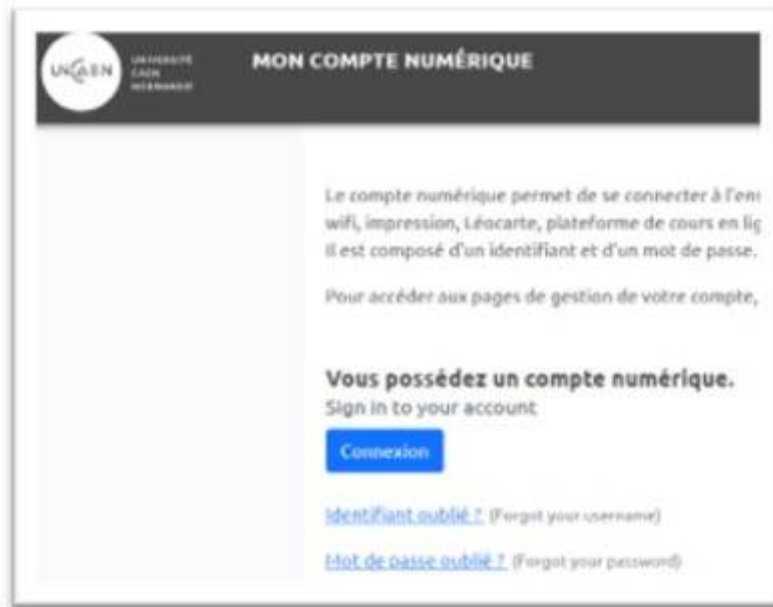 UNICAEN
UNIVERSITÉ
CAEN
NORMANDIE
MON COMPTE NUMÉRIQUE
Le compte numérique permet de se connecter à l'ens
wifi, impression, Léocarte, plateforme de cours en lig
Il est composé d'un identifiant et d'un mot de passe.
Pour accéder aux pages de gestion de votre compte,
Vous possédez un compte numérique.
Sign in to your account
Connexion
Identifiant oublié ? (Forgot your username)
Mot de passe oublié ? (Forgot your password)